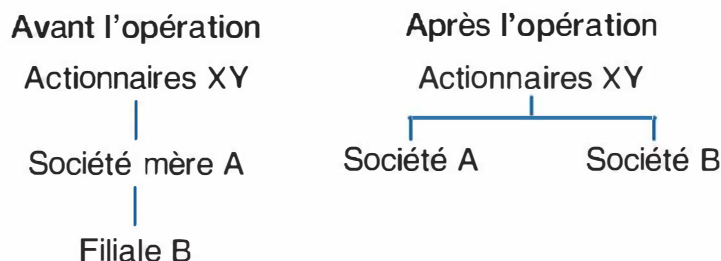 Avant l'opération
Actionnaires XY
Société mère A
Filiale B
Après l'opération
Actionnaires XY
Société A
Société B